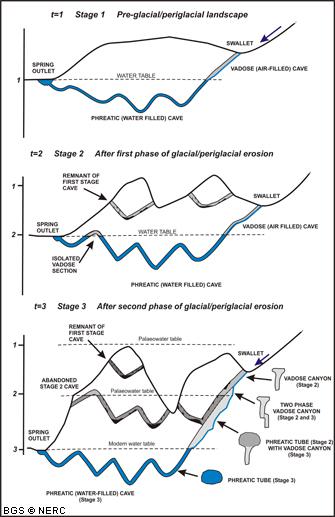 t=1 Stage 1 Pre-glacial/periglacial landscape
SWALLET
SPRING
OUTLET
WATER TABLE
1
VADOSE (AIR-FILLED) CAVE
PHREATIC (WATER FILLED) CAVE
t=2 Stage 2 After first phase of glacial/periglacial erosion
REMNANT
OF FIRST STAGE
CAVE
1
SWALLET
SPRING
OUTLET
WATER TABLE
2
VADOSE (AIR FILLED) CAVE
ISOLATED
VADOSE
SECTION
PHREATIC (WATER-FILLED) CAVE
t=3 Stage 3 After second phase of glacial/periglacial erosion
REMNANT
OF FIRST STAGE
CAVE
Palaeowater table
1
SWALLET
ABANDONED
STAGE 2 CAVE
Palaeowater table
2
VADOSE CANYON
(Stage 2)
TWO PHASE
VADOSE CANYON
(Stage 2 and 3)
SPRING
OUTLET
Modern water table
3
PHREATIC TUBE (Stage 2)
WITH VADOSE CANYON
(Stage 3)
PHREATIC (WATER-FILLED) CAVE
(Stage 3)
PHREATIC TUBE (Stage 3)
BGS © NERC